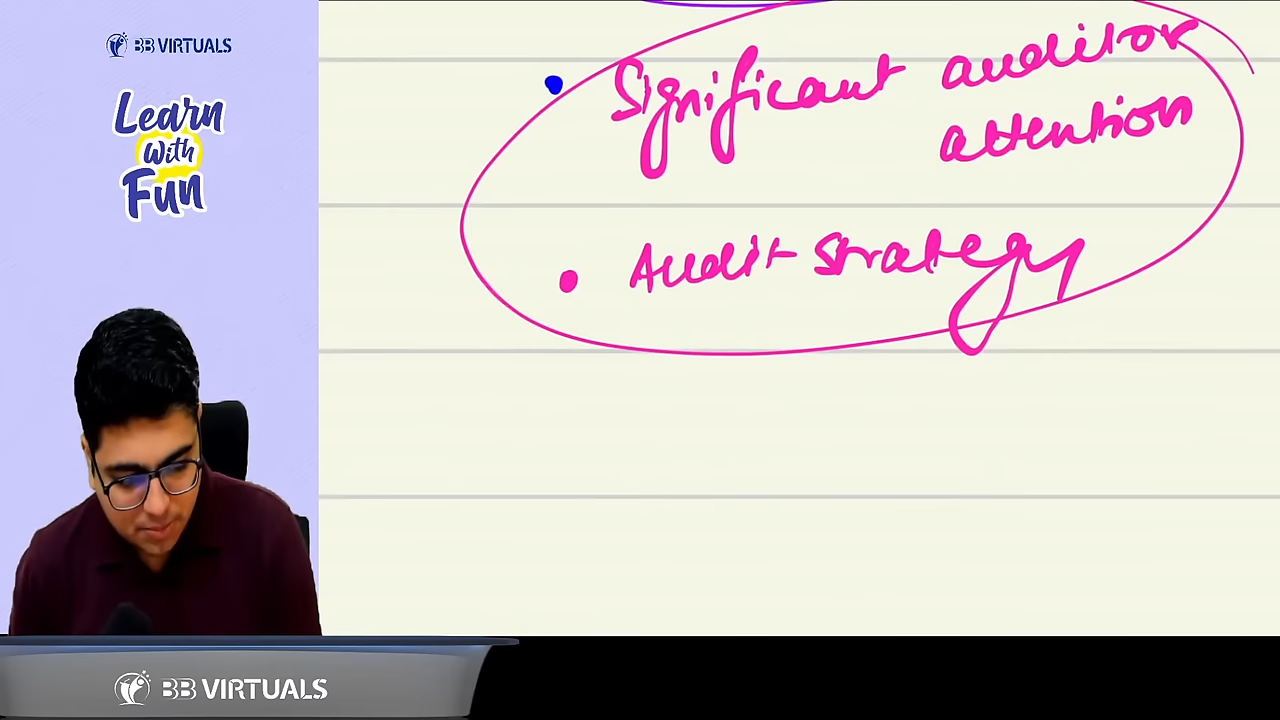 BB VIRTUALS
Learn
With
Fun
• Significant auditor
attention
• Audit strategy
BB VIRTUALS